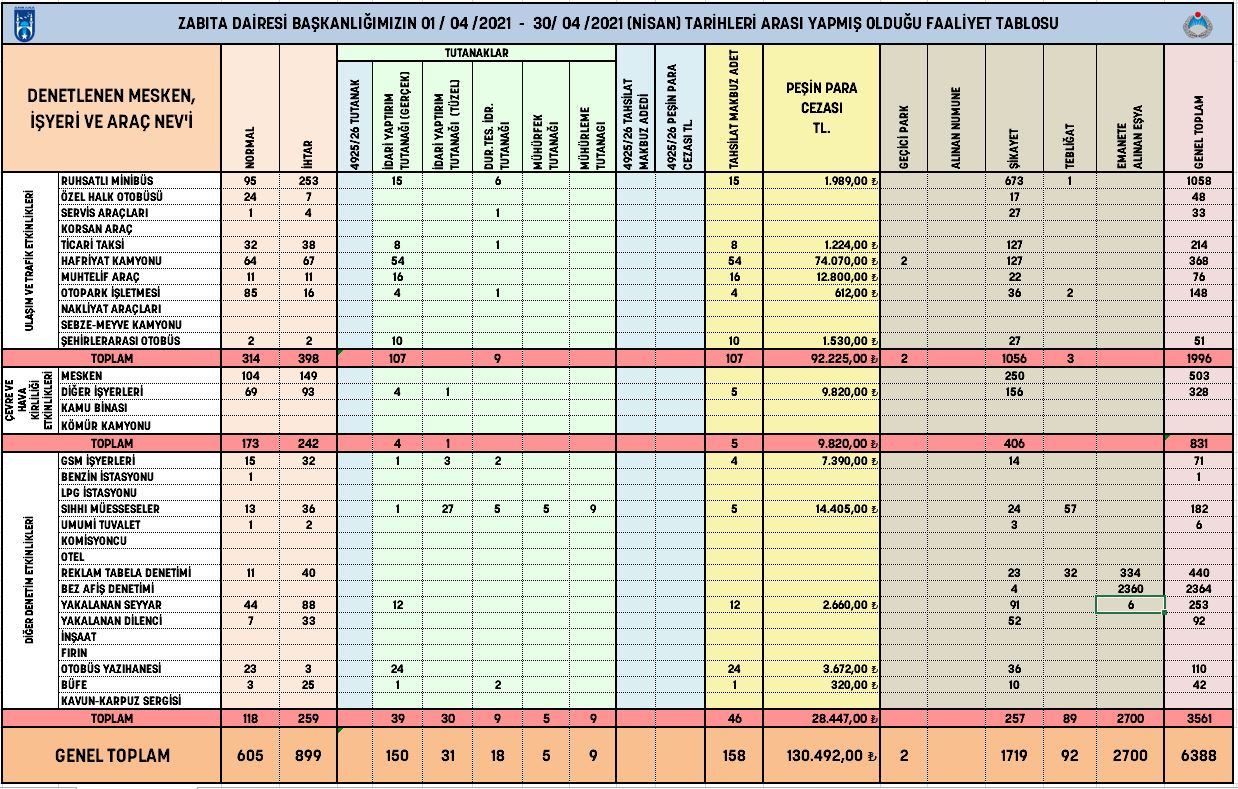 ZABITA DAİRESİ BAŞKANLIĞIMIZIN 01 / 04 /2021 - 30/ 04 /2021 (NİSAN) TARİHLERİ ARASI YAPMIŞ OLDUĞU FAALİYET TABLOSU
DENETLENEN MESKEN,
İŞYERİ VE ARAÇ NEV'İ
NORMAL
İHTAR
TUTANAKLAR
4925/26 TUTANAK
İDARİ YAPTIRIM
TUTANAĞI (GERÇEK)
İDARİ YAPTIRIM
TUTANAĞI (TÜZEL)
DUR.TES. İDR.
TUTANAĞI
MÜHÜRFEK
TUTANAĞI
MÜHÜRLEME
TUTANAGI
4925/26 TAHSİLAT
MAKBUZ ADEDİ
4925/26 PEŞİN PARA
CEZASI TL.
TAHSİLAT MAKBUZ ADET
PEŞİN PARA
CEZASI
TL.
GEÇİCİ PARK
ALINAN NUMUNE
ŞİKAYET
TEBLİĞAT
EMANETE
ALINAN EŞYA
GENEL TOPLAM
ULAŞIM VE TRAFİK ETKİNLİKLERİ
RUHSATLI MİNİBÜS 95 253 15 6 15 1.989,00 ₺ 673 1 1058
ÖZEL HALK OTOBÜSÜ 24 7 17 48
SERVİS ARAÇLARI 1 4 1 27 33
KORSAN ARAÇ
TİCARİ TAKSİ 32 38 8 1 8 1.224,00 ₺ 127 214
HAFRİYAT KAMYONU 64 67 54 54 74.070,00 ₺ 2 127 368
MUHTELİF ARAÇ 11 11 16 16 12.800,00 ₺ 22 76
OTOPARK İŞLETMESİ 85 16 4 1 4 612,00 ₺ 36 2 148
NAKLİYAT ARAÇLARI
SEBZE-MEYVE KAMYONU
ŞEHİRLERARASI OTOBÜS 2 2 10 10 1.530,00 ₺ 27 51
TOPLAM 314 398 107 9 107 92.225,00 ₺ 2 1056 3 1996
ÇEVRE VE
HAVA
KİRLİLİĞİ
ETKİNLİKLERİ
MESKEN 104 149 250 503
DİĞER İŞYERLERİ 69 93 4 1 5 9.820,00 ₺ 156 328
KAMU BİNASI
KÖMÜR KAMYONU
TOPLAM 173 242 4 1 5 9.820,00 ₺ 406 831
DİĞER DENETİM ETKİNLİKLERİ
GSM İŞYERLERİ 15 32 1 3 2 4 7.390,00 ₺ 14 71
BENZİN İSTASYONU 1 1
LPG İSTASYONU
SIHHI MÜESSESELER 13 36 1 27 5 5 9 5 14.405,00 ₺ 24 57 182
UMUMİ TUVALET 1 2 3 6
KOMİSYONCU
OTEL
REKLAM TABELA DENETİMİ 11 40 23 32 334 440
BEZ AFİŞ DENETİMİ 4 2360 2364
YAKALANAN SEYYAR 44 88 12 12 2.660,00 ₺ 91 6 253
YAKALANAN DİLENCİ 7 33 52 92
İNŞAAT
FIRIN
OTOBÜS YAZIHANESİ 23 3 24 24 3.672,00 ₺ 36 110
BÜFE 3 25 1 2 1 320,00 ₺ 10 42
KAVUN-KARPUZ SERGİSİ
TOPLAM 118 259 39 30 9 5 9 46 28.447,00 ₺ 257 89 2700 3561
GENEL TOPLAM 605 899 150 31 18 5 9 158 130.492,00 ₺ 2 1719 92 2700 6388